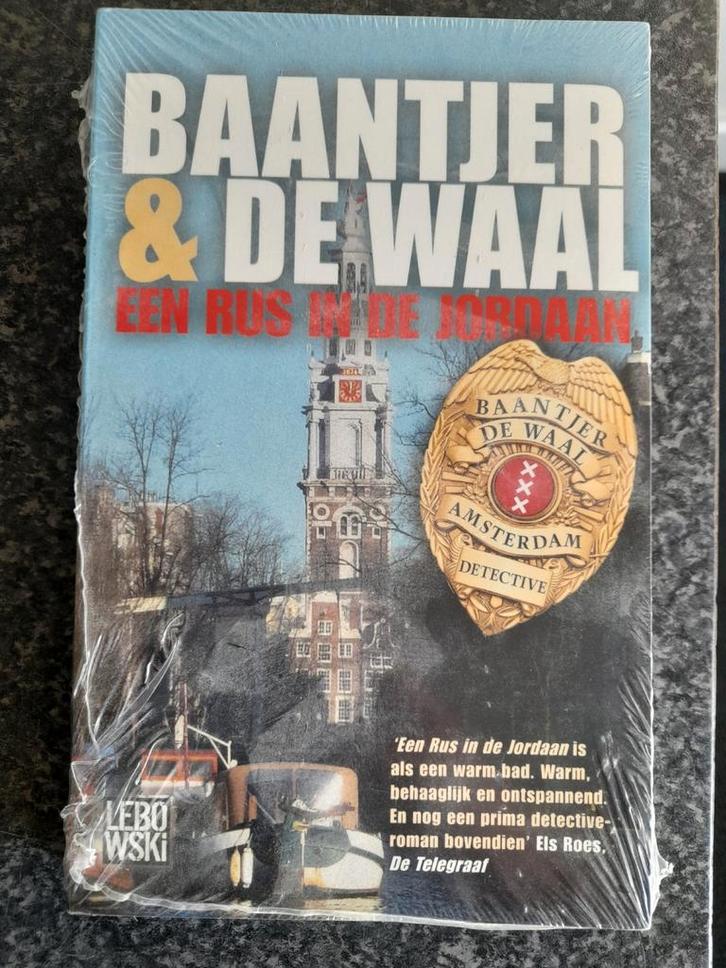 BAANTJER
& DE WAAL
EEN RUS IN DE JORDAAN
BAANTJER
DE WAAL
XXX
AMSTERDAM
DETECTIVE
'Een Rus in de Jordaan is
als een warm bad. Warm,
behaaglijk en ontspannend.
En nog een prima detective-
roman bovendien' Els Roes,
De Telegraaf
LEBO
WSKi